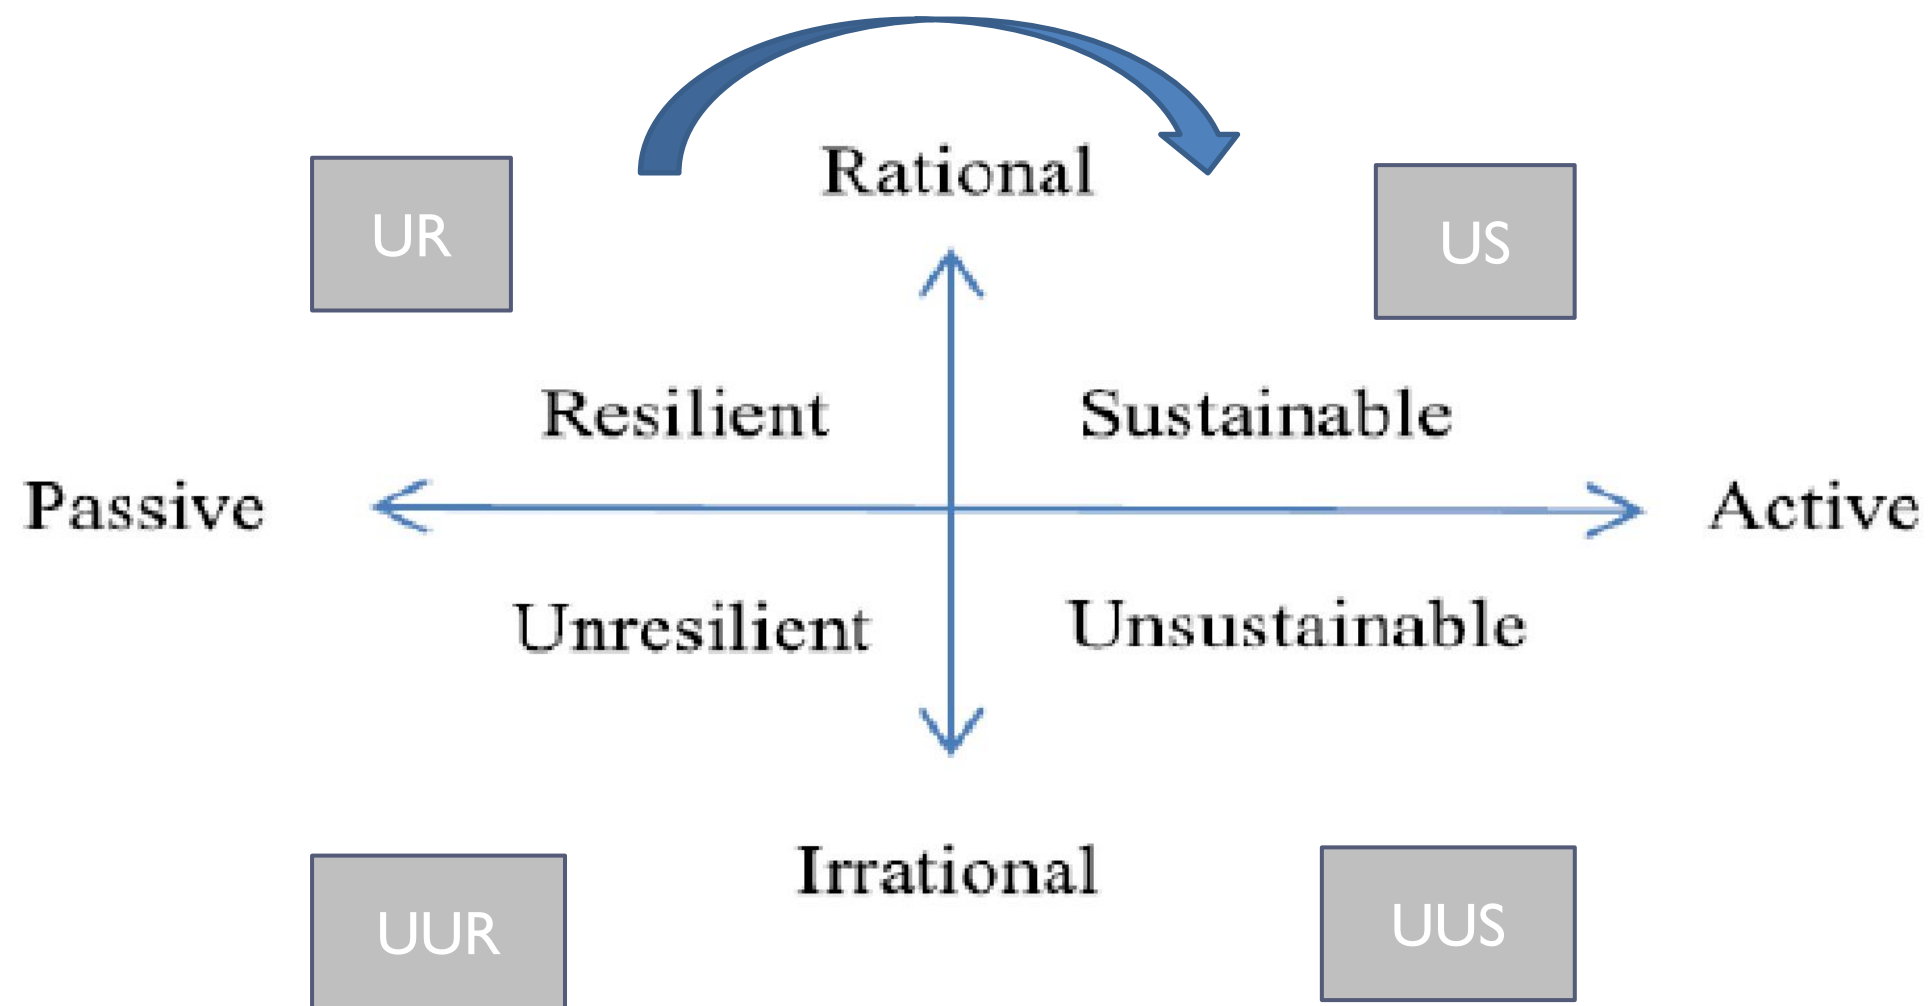 Rational
UR
US
Resilient
Sustainable
Passive
Active
Unresilient
Unsustainable
Irrational
UUR
UUS